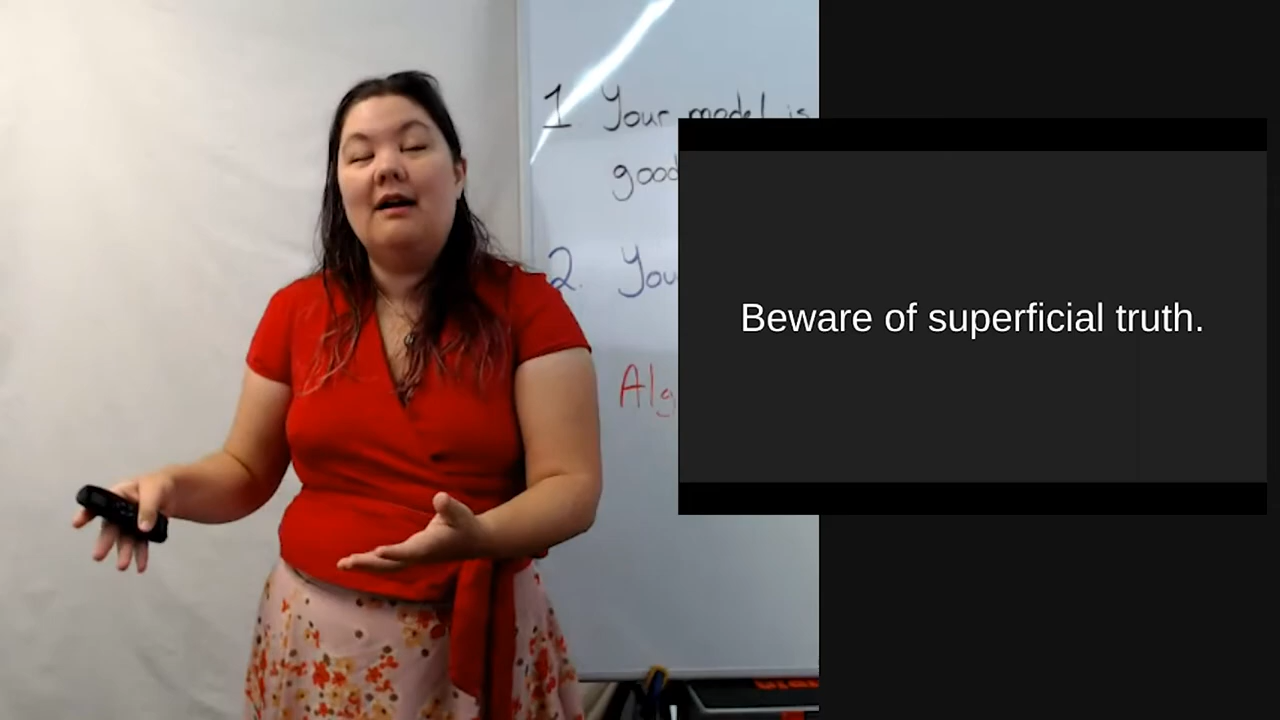 1. Your model is
good
2. You
Alg
Beware of superficial truth.